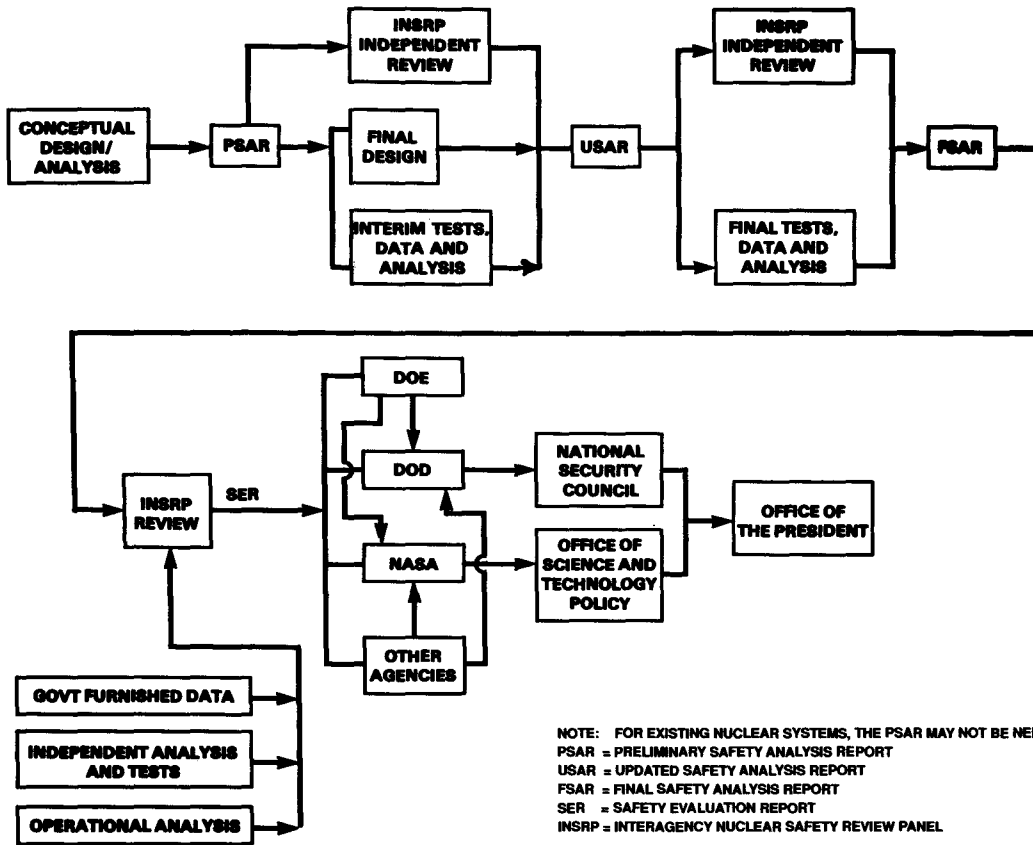 INSRP
INDEPENDENT
REVIEW
INSRP
INDEPENDENT
REVIEW
CONCEPTUAL
DESIGN/
ANALYSIS
PSAR
FINAL
DESIGN
USAR
FSAR
INTERIM TESTS,
DATA AND
ANALYSIS
FINAL TESTS,
DATA AND
ANALYSIS
DOE
DOD
NATIONAL
SECURITY
COUNCIL
INSRP
REVIEW
SER
OFFICE OF
THE PRESIDENT
NASA
OFFICE OF
SCIENCE AND
TECHNOLOGY
POLICY
OTHER
AGENCIES
GOVT FURNISHED DATA
INDEPENDENT ANALYSIS
AND TESTS
OPERATIONAL ANALYSIS
NOTE: FOR EXISTING NUCLEAR SYSTEMS, THE PSAR MAY NOT BE
PSAR = PRELIMINARY SAFETY ANALYSIS REPORT
USAR = UPDATED SAFETY ANALYSIS REPORT
FSAR = FINAL SAFETY ANALYSIS REPORT
SER = SAFETY EVALUATION REPORT
INSRP = INTERAGENCY NUCLEAR SAFETY REVIEW PANEL